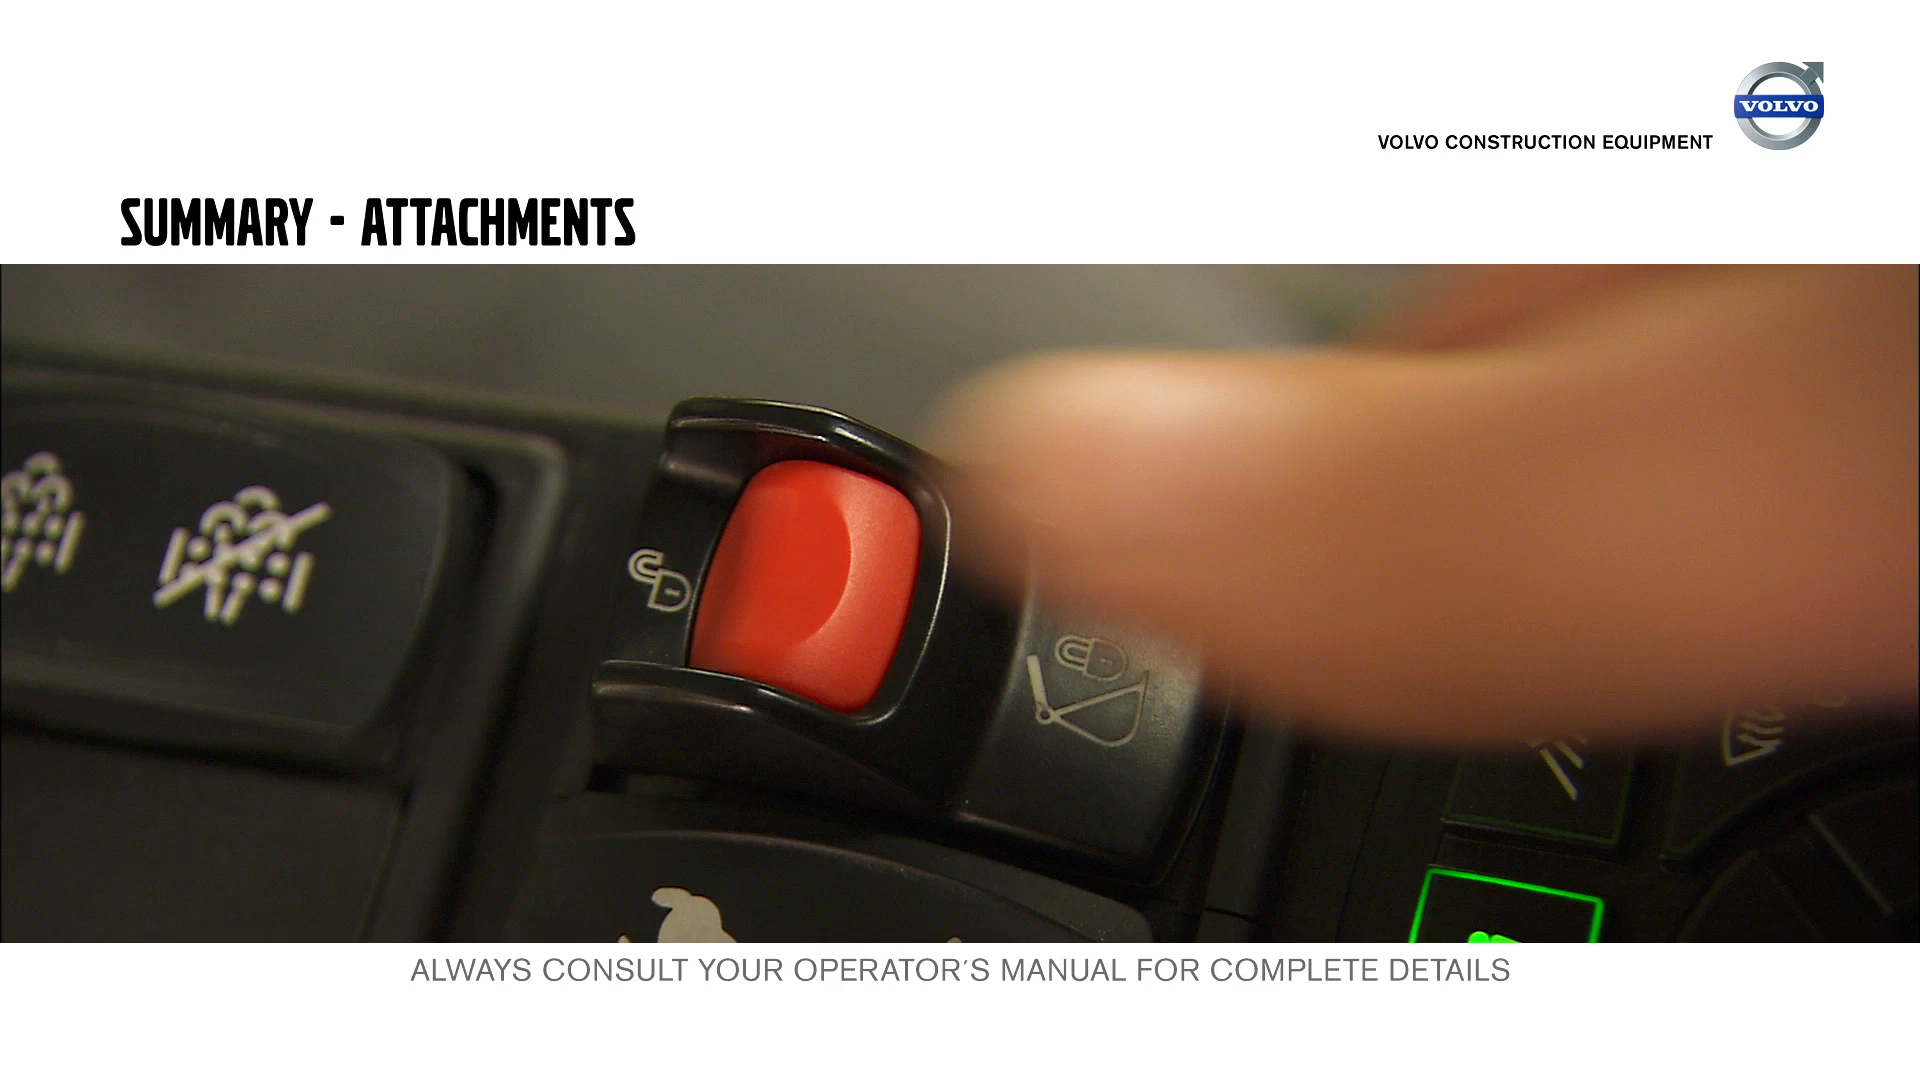 VOLVO
VOLVO CONSTRUCTION EQUIPMENT
SUMMARY - ATTACHMENTS
ALWAYS CONSULT YOUR OPERATOR´S MANUAL FOR COMPLETE DETAILS